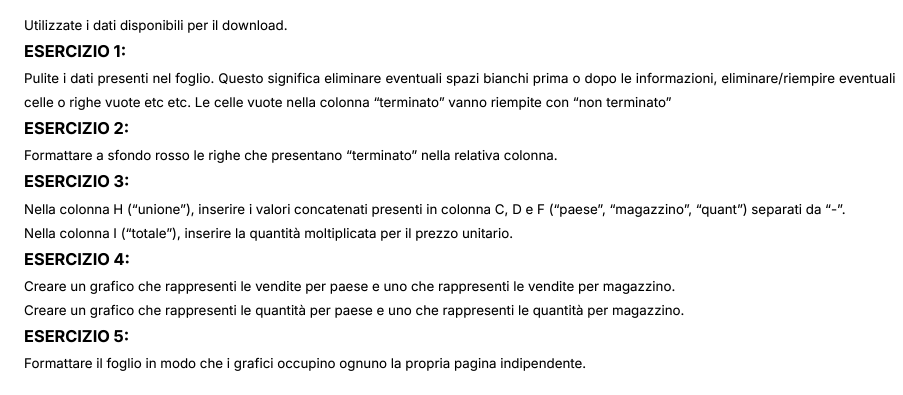 Utilizzate i dati disponibili per il download.
ESERCIZIO 1:
Pulite i dati presenti nel foglio. Questo significa eliminare eventuali spazi bianchi prima o dopo le informazioni, eliminare/riempire eventuali
celle o righe vuote etc etc. Le celle vuote nella colonna “terminato” vanno riempite con “non terminato”
ESERCIZIO 2:
Formattare a sfondo rosso le righe che presentano “terminato” nella relativa colonna.
ESERCIZIO 3:
Nella colonna H (“unione”), inserire i valori concatenati presenti in colonna C, D e F (“paese”, “magazzino”, “quant”) separati da “-”.
Nella colonna I (“totale”), inserire la quantità moltiplicata per il prezzo unitario.
ESERCIZIO 4:
Creare un grafico che rappresenti le vendite per paese e uno che rappresenti le vendite per magazzino.
Creare un grafico che rappresenti le quantità per paese e uno che rappresenti le quantità per magazzino.
ESERCIZIO 5:
Formattare il foglio in modo che i grafici occupino ognuno la propria pagina indipendente.